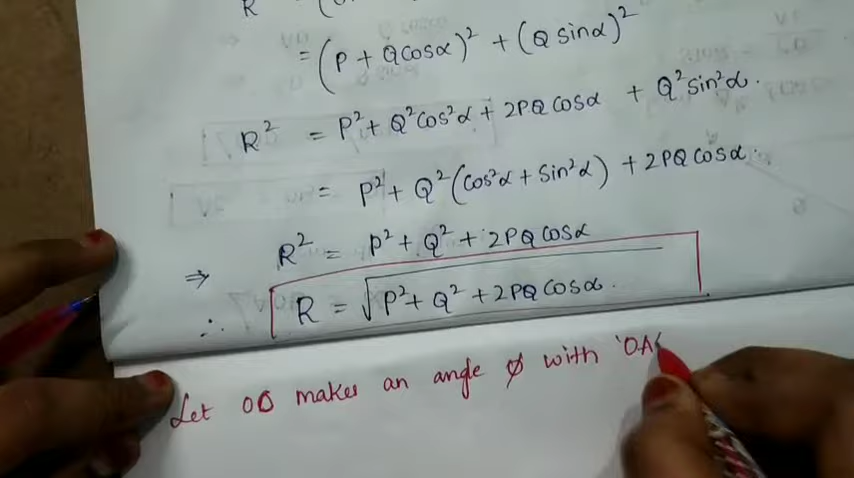 R
= (P + Qcosα)² + (Q sinα)²
R² = P² + Q²cos²α + 2PQ cosα + Q²sin²α.
= P² + Q²(cos²α + sin²α) + 2PQ cosα.
⇒ R² = P² + Q² + 2PQ cosα
∴ R = √P² + Q² + 2PQ cosα.
Let OD makes an angle ϕ with 'OA'